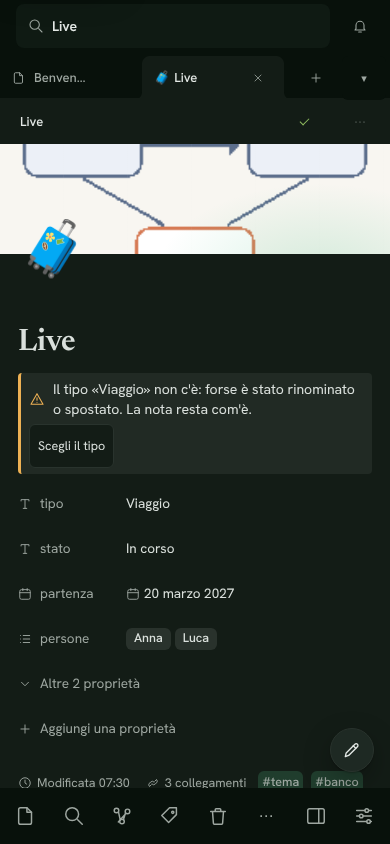 Live
Benven...
Live
Live
Live
Il tipo «Viaggio» non c'è: forse è stato rinominato
o spostato. La nota resta com'è.
Scegli il tipo
tipo Viaggio
stato In corso
partenza 20 marzo 2027
persone Anna Luca
Altre 2 proprietà
Aggiungi una proprietà
Modificata 07:30 3 collegamenti #tema #banco